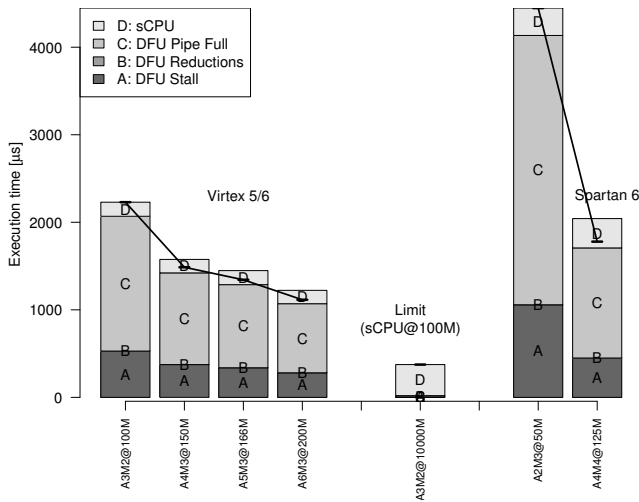 D: sCPU
C: DFU Pipe Full
B: DFU Reductions
A: DFU Stall
Execution time [µs]
4000
3000
2000
1000
0
Virtex 5/6
Spartan 6
Limit
(sCPU@100M)
D
C
B
A
D
C
B
A
D
C
B
A
D
C
B
A
D
B
D
C
B
A
D
C
B
A
A3M2@100M
A4M3@150M
A5M3@166M
A6M3@200M
A3M2@10000M
A2M3@50M
A4M4@125M